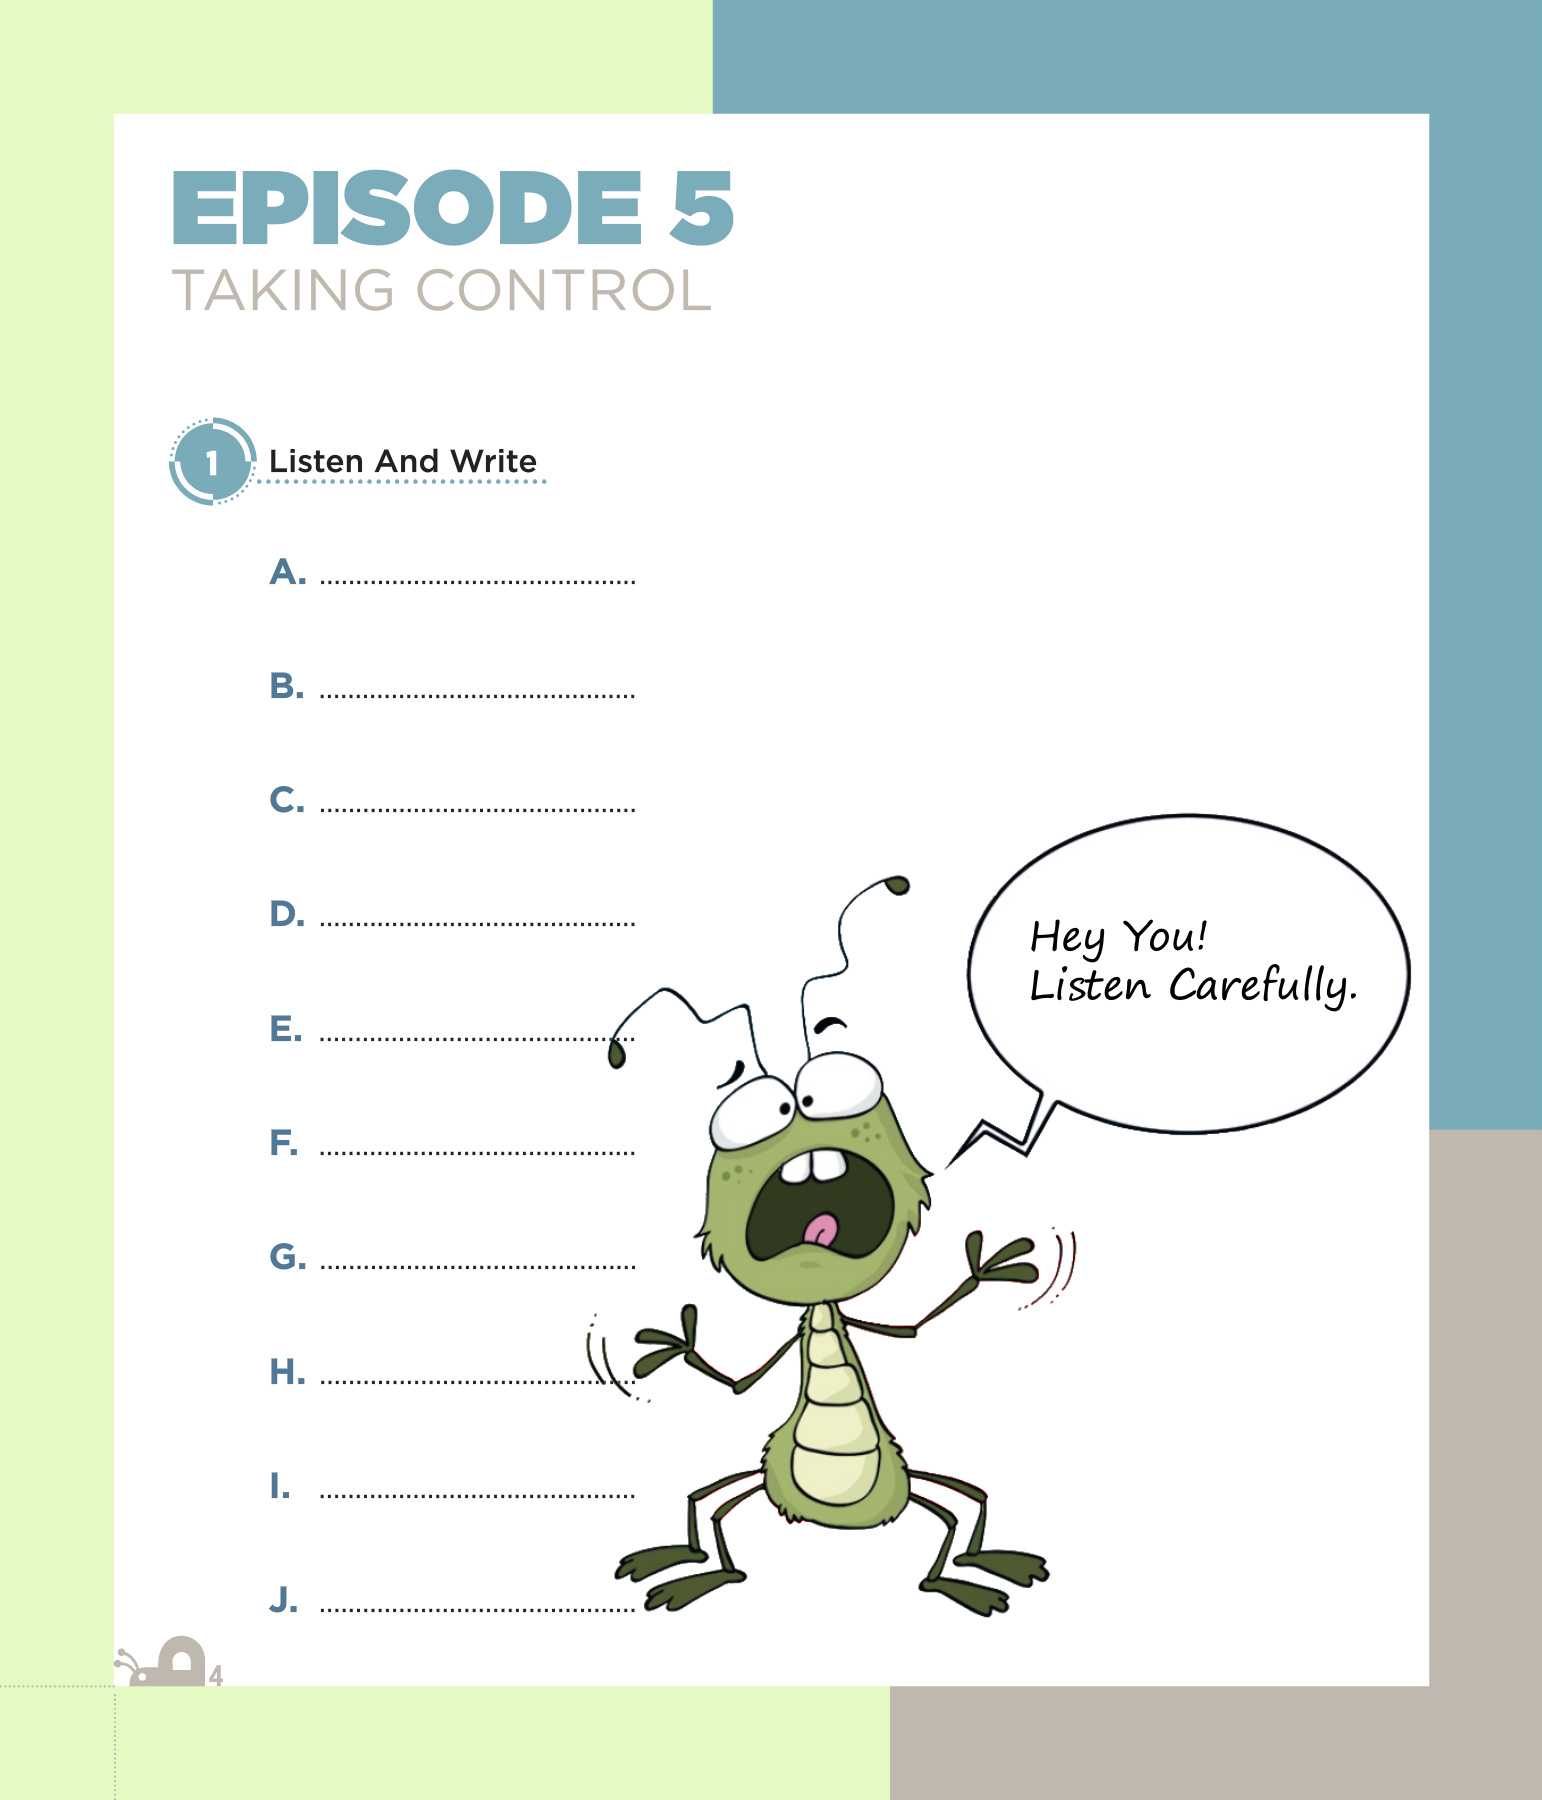 EPISODE 5
TAKING CONTROL
1 Listen And Write
A. ............................................
B. ............................................
C. ............................................
D. ............................................
E. ............................................
F. ............................................
G. ............................................
H. ............................................
I. ............................................
J. ............................................
Hey You!
Listen Carefully.
4